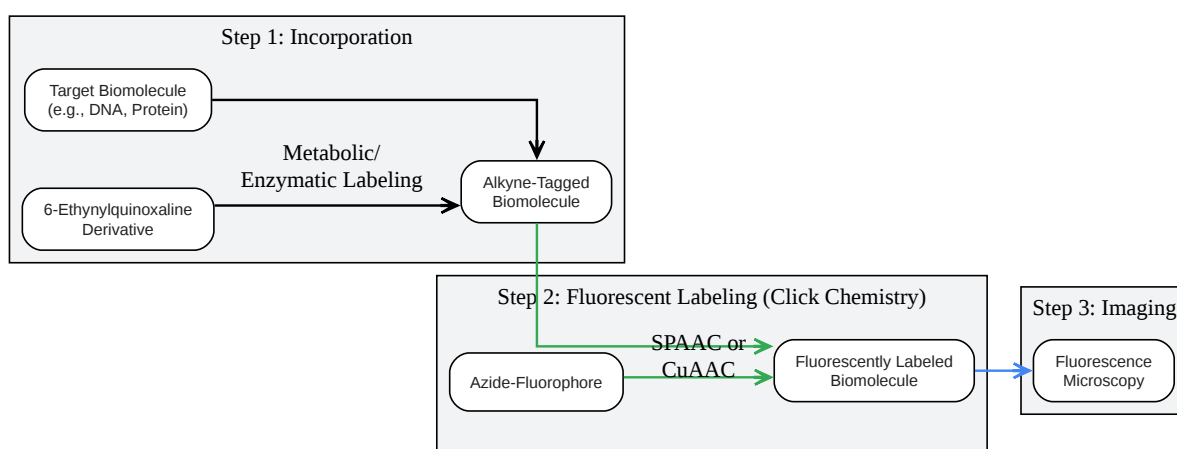 Step 1: Incorporation
Target Biomolecule
(e.g., DNA, Protein)
Metabolic/
Enzymatic Labeling
6-Ethynylquinoxaline
Derivative
Alkyne-Tagged
Biomolecule
Step 2: Fluorescent Labeling (Click Chemistry)
Azide-Fluorophore
SPAAC or
CuAAC
Fluorescently Labeled
Biomolecule
Step 3: Imaging
Fluorescence
Microscopy